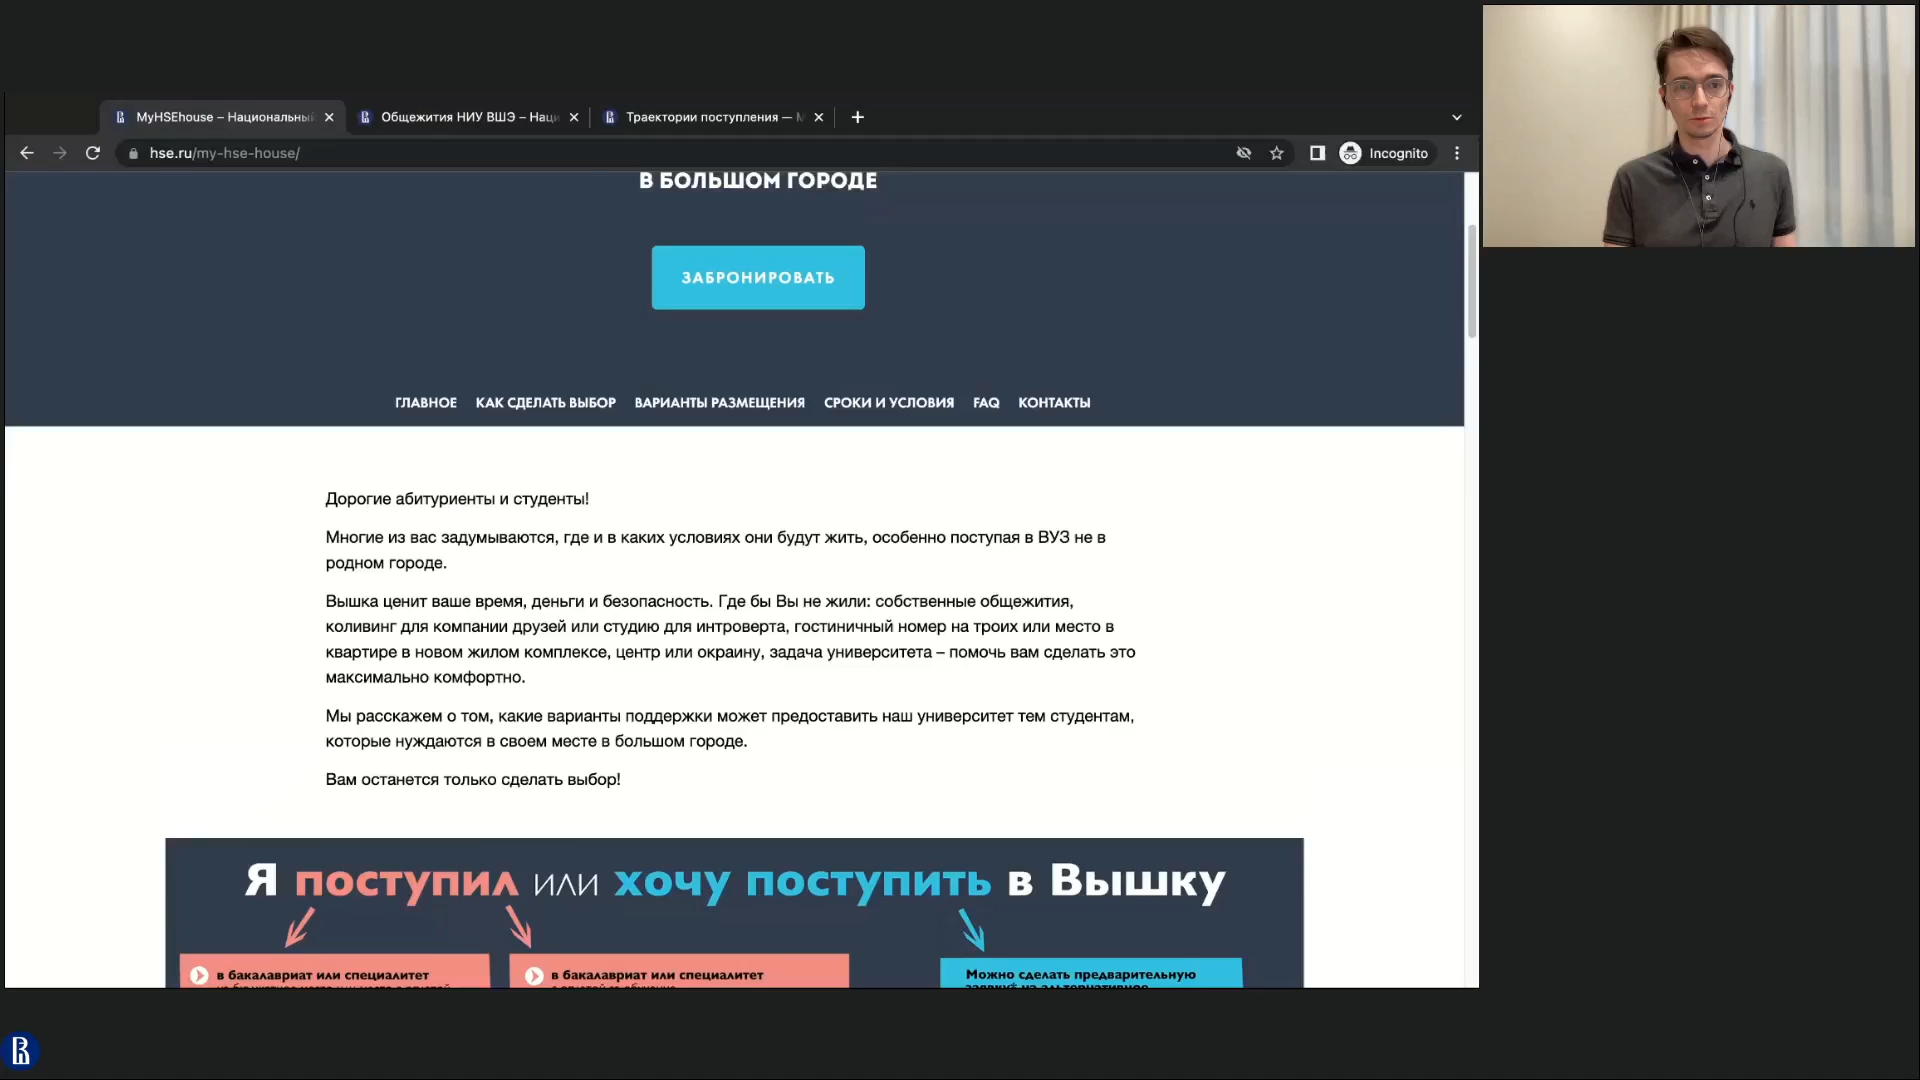 MyHSEhouse – Национальный
Общежития НИУ ВШЭ – Наци
Траектории поступления —
hse.ru/my-hse-house/
Incognito
В БОЛЬШОМ ГОРОДЕ
ЗАБРОНИРОВАТЬ
ГЛАВНОЕ КАК СДЕЛАТЬ ВЫБОР ВАРИАНТЫ РАЗМЕЩЕНИЯ СРОКИ И УСЛОВИЯ FAQ КОНТАКТЫ
Дорогие абитуриенты и студенты!
Многие из вас задумываются, где и в каких условиях они будут жить, особенно поступая в ВУЗ не в
родном городе.
Вышка ценит ваше время, деньги и безопасность. Где бы Вы не жили: собственные общежития,
коливинг для компании друзей или студию для интроверта, гостиничный номер на троих или место в
квартире в новом жилом комплексе, центр или окраину, задача университета – помочь вам сделать это
максимально комфортно.
Мы расскажем о том, какие варианты поддержки может предоставить наш университет тем студентам,
которые нуждаются в своем месте в большом городе.
Вам останется только сделать выбор!
Я поступил или хочу поступить в Вышку
в бакалавриат или специалитет
в бакалавриат или специалитет
Можно сделать предварительную